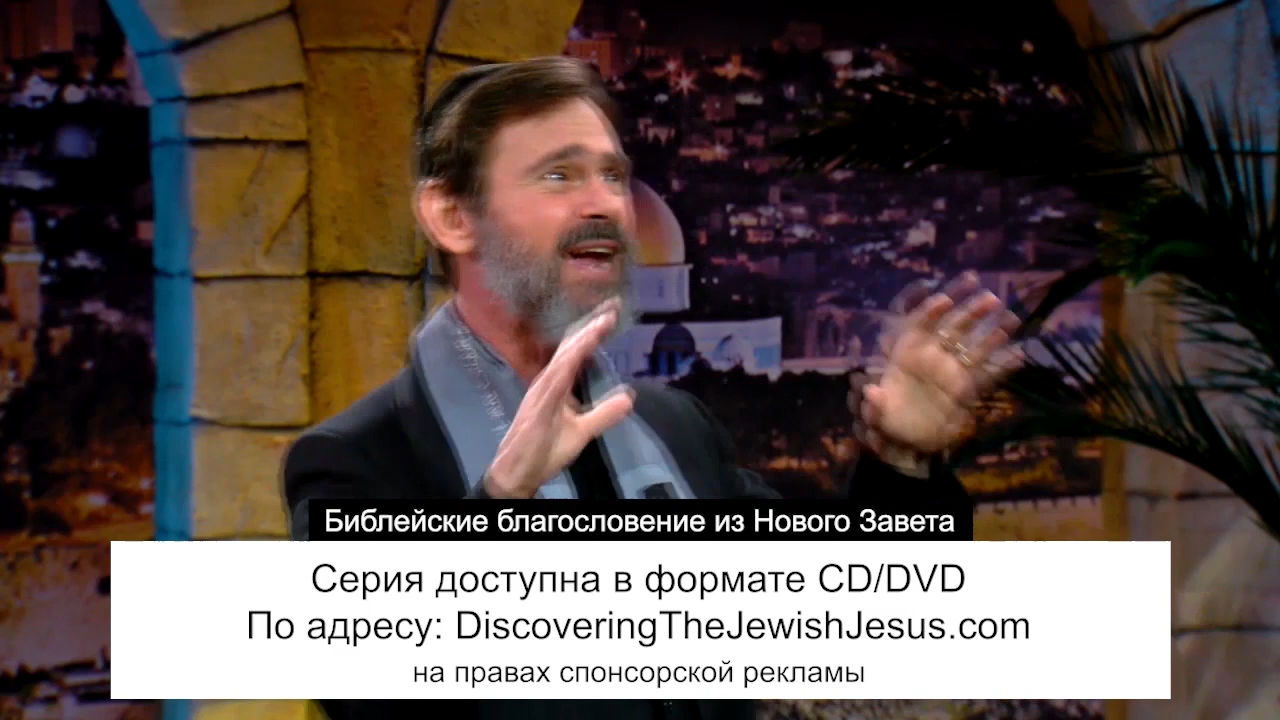 Библейские благословение из Нового Завета
Серия доступна в формате CD/DVD
По адресу: DiscoveringTheJewishJesus.com
на правах спонсорской рекламы